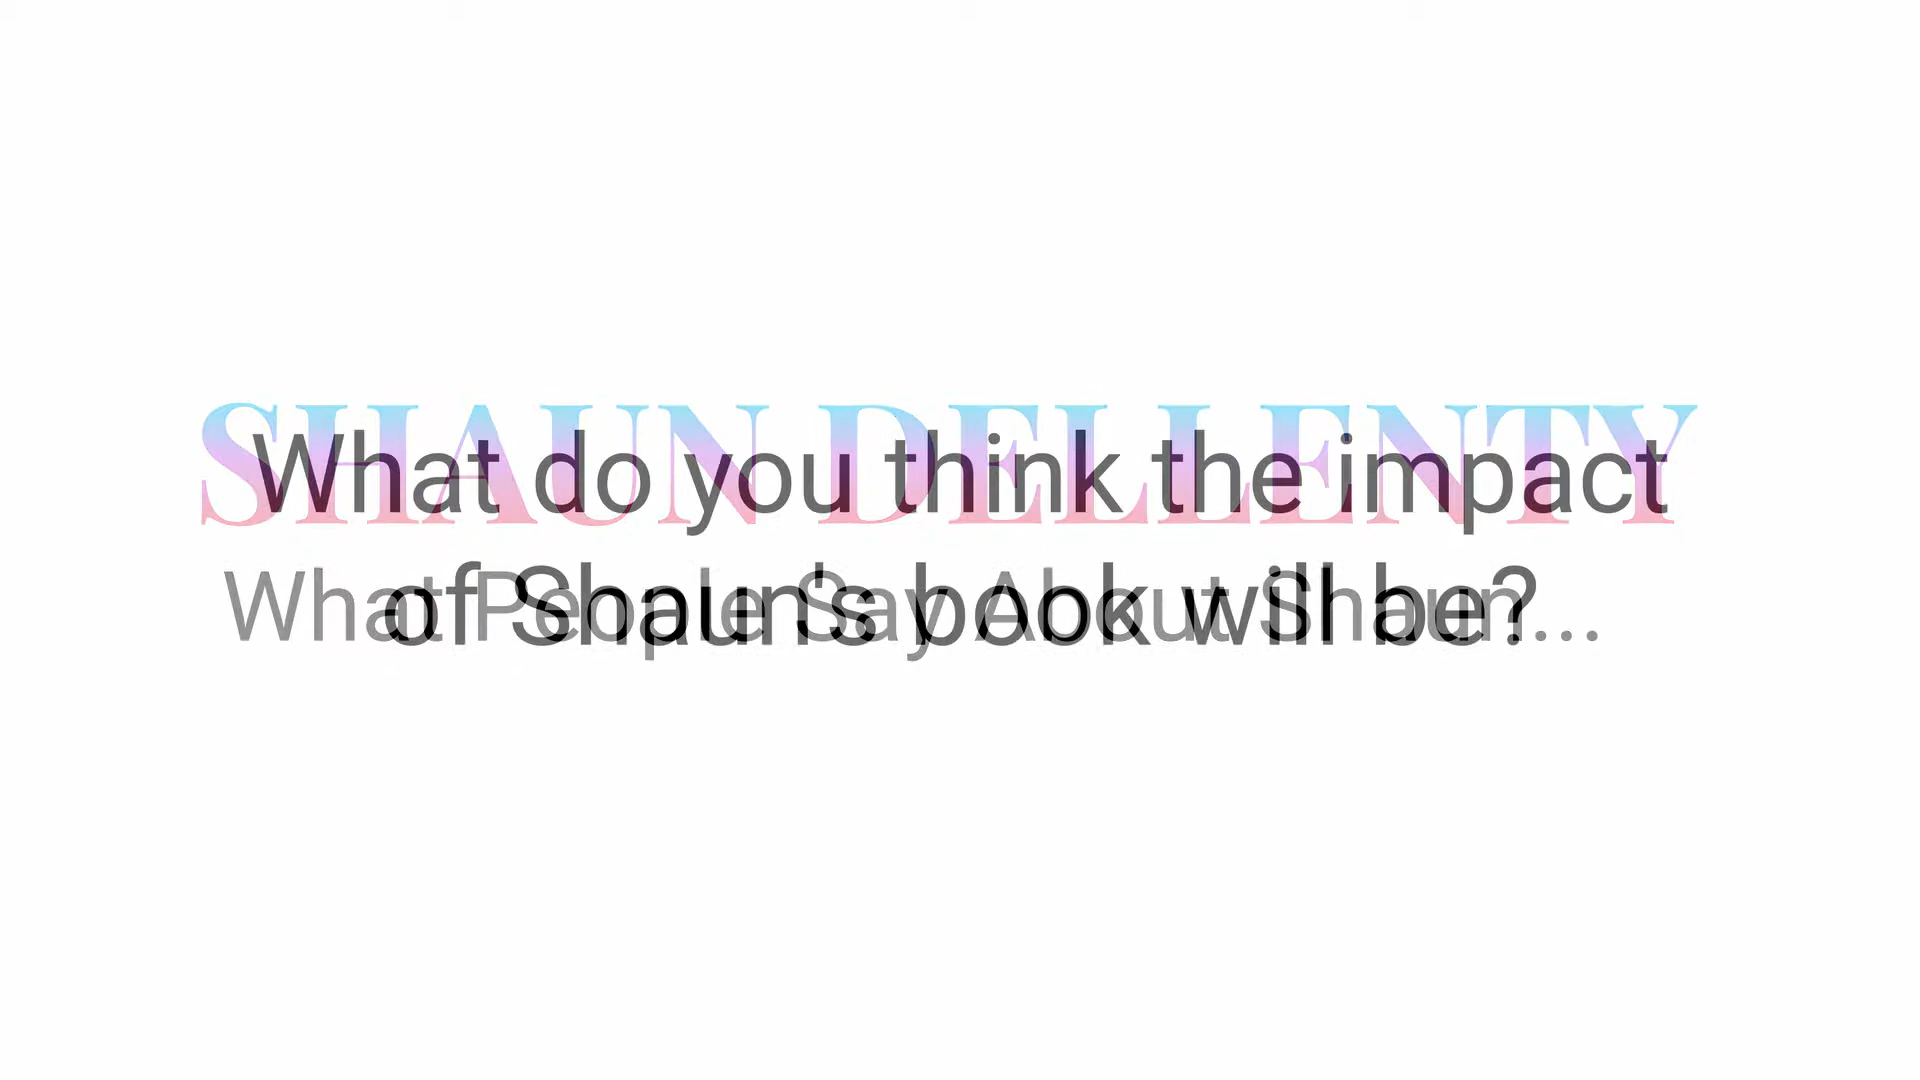 SHAUN DELLENTY
What do you think the impact
of Shaun's book will be?
What People Say About Shaun...